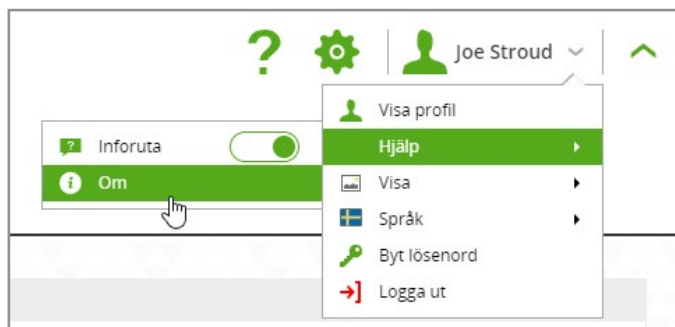 ?
Joe Stroud
Visa profil
Hjälp
Visa
Språk
Byt lösenord
Logga ut
? Inforuta
i Om